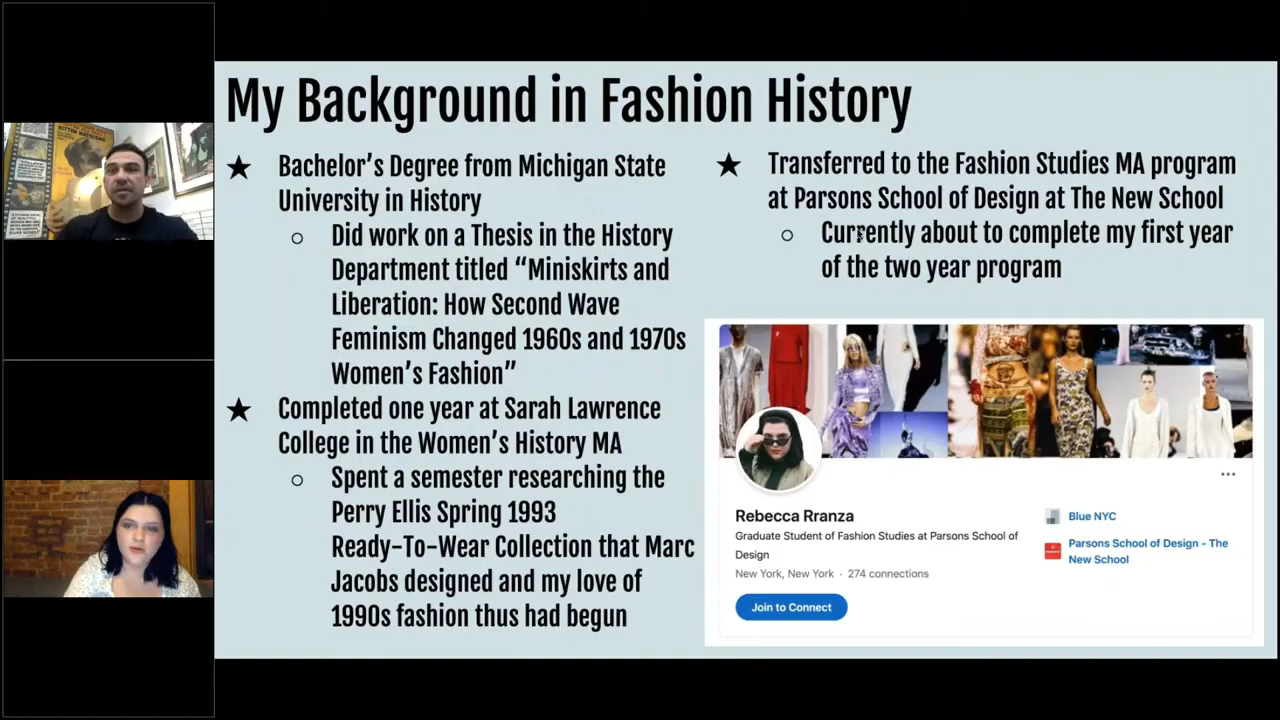 My Background in Fashion History
Bachelor’s Degree from Michigan State
University in History
Did work on a Thesis in the History
Department titled “Miniskirts and
Liberation: How Second Wave
Feminism Changed 1960s and 1970s
Women’s Fashion”
Completed one year at Sarah Lawrence
College in the Women’s History MA
Spent a semester researching the
Perry Ellis Spring 1993
Ready-To-Wear Collection that Marc
Jacobs designed and my love of
1990s fashion thus had begun
Transferred to the Fashion Studies MA program
at Parsons School of Design at The New School
Currently about to complete my first year
of the two year program
Rebecca Rranza
Graduate Student of Fashion Studies at Parsons School of
Design
New York, New York · 274 connections
Join to Connect
Blue NYC
Parsons School of Design - The
New School
KITTEN NATIVIDAD